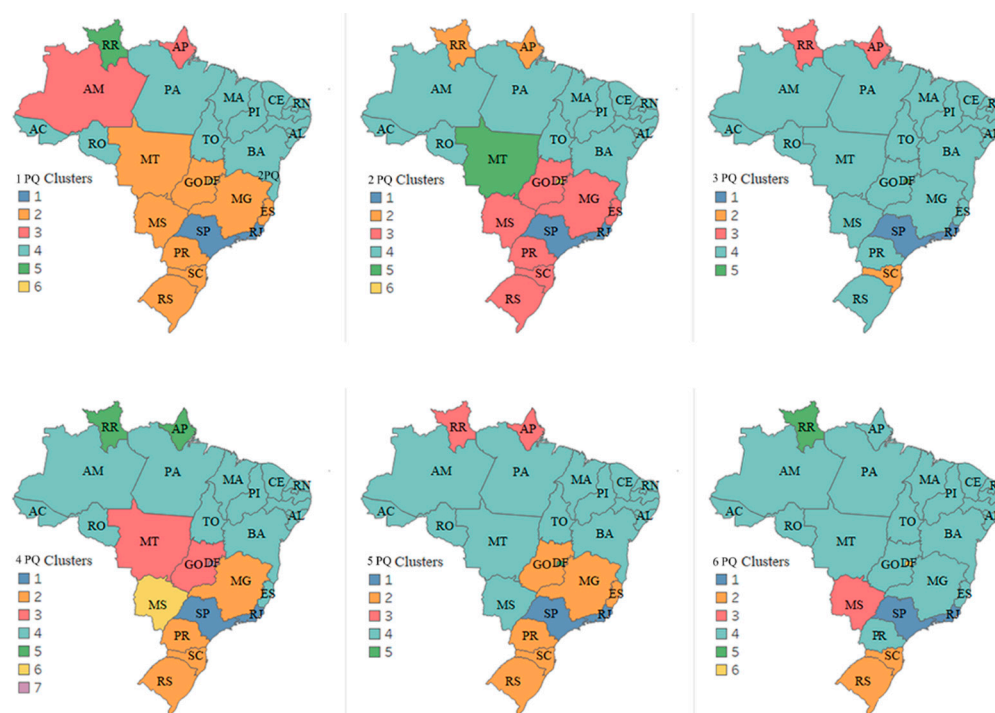 RR
AP
AM
PA
MA
CE
RN
PI
AC
RO
TO
AL
MT
BA
2PQ
GO DF
MG
ES
MS
SP
RJ
PR
SC
RS
1 PQ Clusters
1
2
3
4
5
6
RR
AP
AM
PA
MA
CE
RN
PI
AC
RO
TO
AL
MT
BA
GO DF
MG
ES
MS
SP
RJ
PR
SC
RS
2 PQ Clusters
1
2
3
4
5
6
RR
AP
AM
PA
MA
CE
RN
PI
AC
RO
TO
AL
MT
BA
GO DF
MG
ES
MS
SP
RJ
PR
SC
RS
3 PQ Clusters
1
2
3
4
5
RR
AP
AM
PA
MA
CE
RN
PI
AC
RO
TO
AL
MT
BA
GO DF
MG
ES
MS
SP
RJ
PR
SC
RS
4 PQ Clusters
1
2
3
4
5
6
7
RR
AP
AM
PA
MA
CE
RN
PI
AC
RO
TO
AL
MT
BA
GO DF
MG
ES
MS
SP
RJ
PR
SC
RS
5 PQ Clusters
1
2
3
4
5
RR
AP
AM
PA
MA
CE
RN
PI
AC
RO
TO
AL
MT
BA
GO DF
MG
ES
MS
SP
RJ
PR
SC
RS
6 PQ Clusters
1
2
3
4
5
6